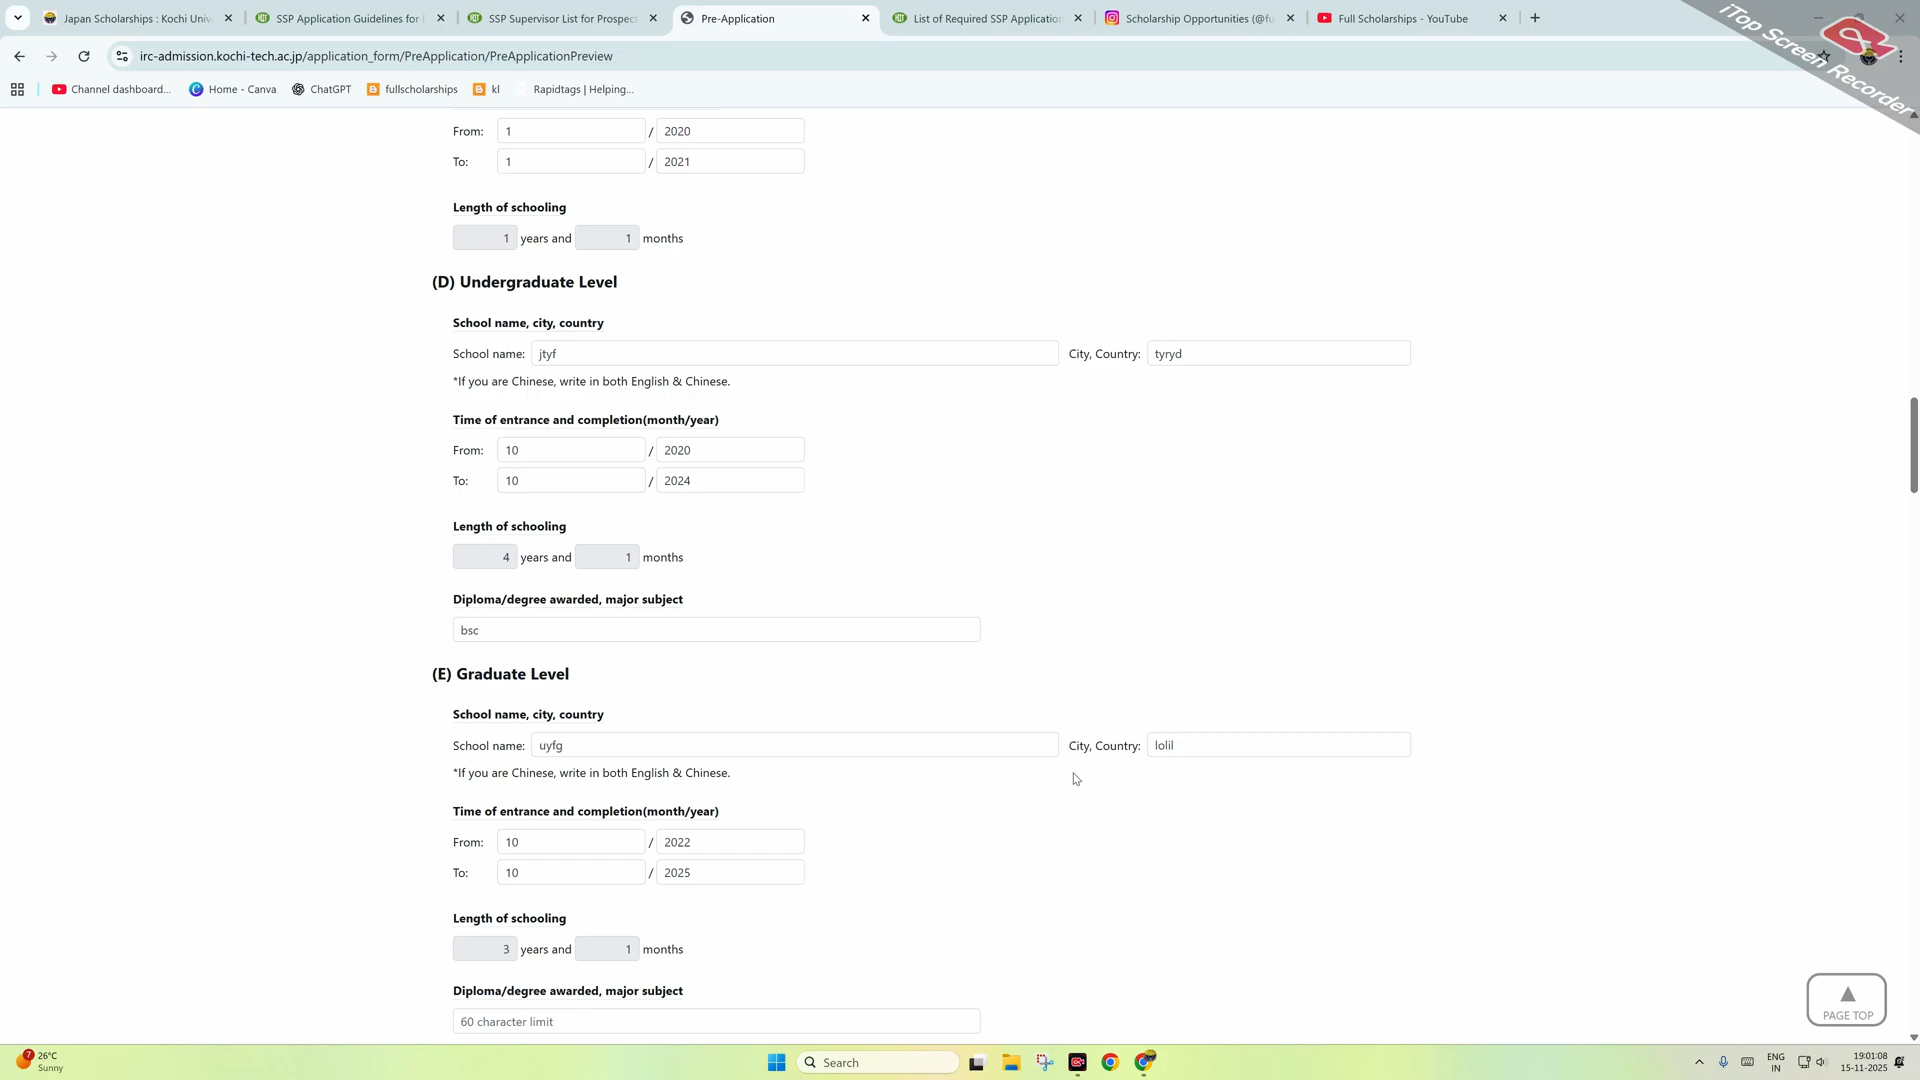 Japan Scholarships : Kochi Univ
SSP Application Guidelines for
SSP Supervisor List for Prospect
Pre-Application
List of Required SSP Application
Scholarship Opportunities (@fu
Full Scholarships - YouTube
iTop Screen Recorder
irc-admission.kochi-tech.ac.jp/application_form/PreApplication/PreApplicationPreview
Channel dashboard...
Home - Canva
ChatGPT
fullscholarships
kl
Rapidtags | Helping...
From: 1 / 2020
To: 1 / 2021
Length of schooling
1 years and 1 months
(D) Undergraduate Level
School name, city, country
School name: jtyf City, Country: tyryd
*If you are Chinese, write in both English & Chinese.
Time of entrance and completion(month/year)
From: 10 / 2020
To: 10 / 2024
Length of schooling
4 years and 1 months
Diploma/degree awarded, major subject
bsc
(E) Graduate Level
School name, city, country
School name: uyfg City, Country: lolil
*If you are Chinese, write in both English & Chinese.
Time of entrance and completion(month/year)
From: 10 / 2022
To: 10 / 2025
Length of schooling
3 years and 1 months
Diploma/degree awarded, major subject
60 character limit
PAGE TOP
7
26°C
Sunny
Search
ENG
IN
19:01:08
15-11-2025